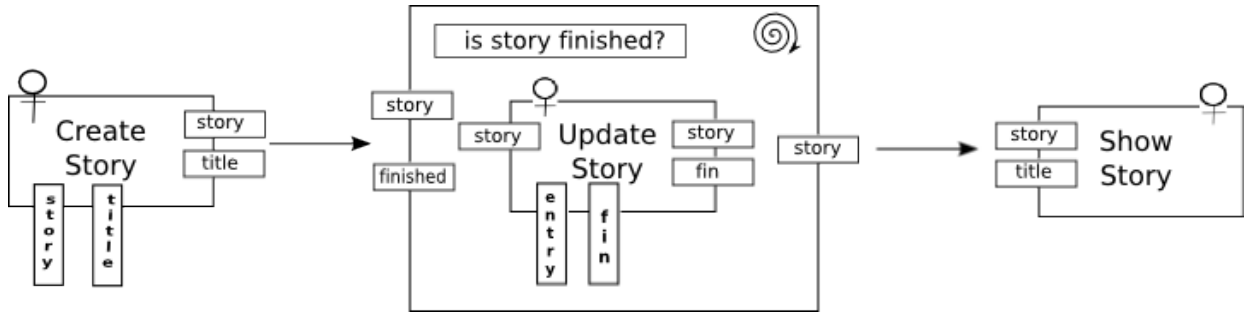 Create
Story
story
title
story
title
is story finished?
story
finished
story
Update
Story
story
fin
entry
fin
story
story
title
Show
Story